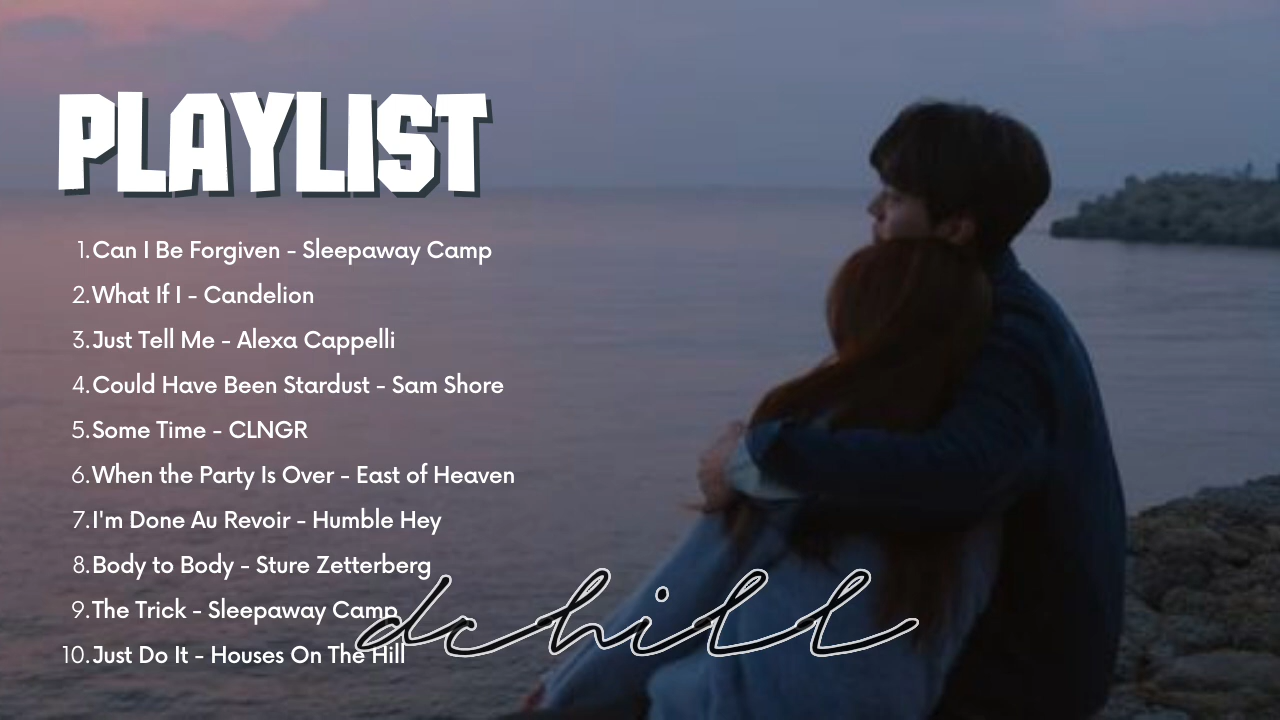 PLAYLIST
1. Can I Be Forgiven - Sleepaway Camp
2. What If I - Candelion
3. Just Tell Me - Alexa Cappelli
4. Could Have Been Stardust - Sam Shore
5. Some Time - CLNGR
6. When the Party Is Over - East of Heaven
7. I'm Done Au Revoir - Humble Hey
8. Body to Body - Sture Zetterberg
9. The Trick - Sleepaway Camp
10. Just Do It - Houses On The Hill
dchill